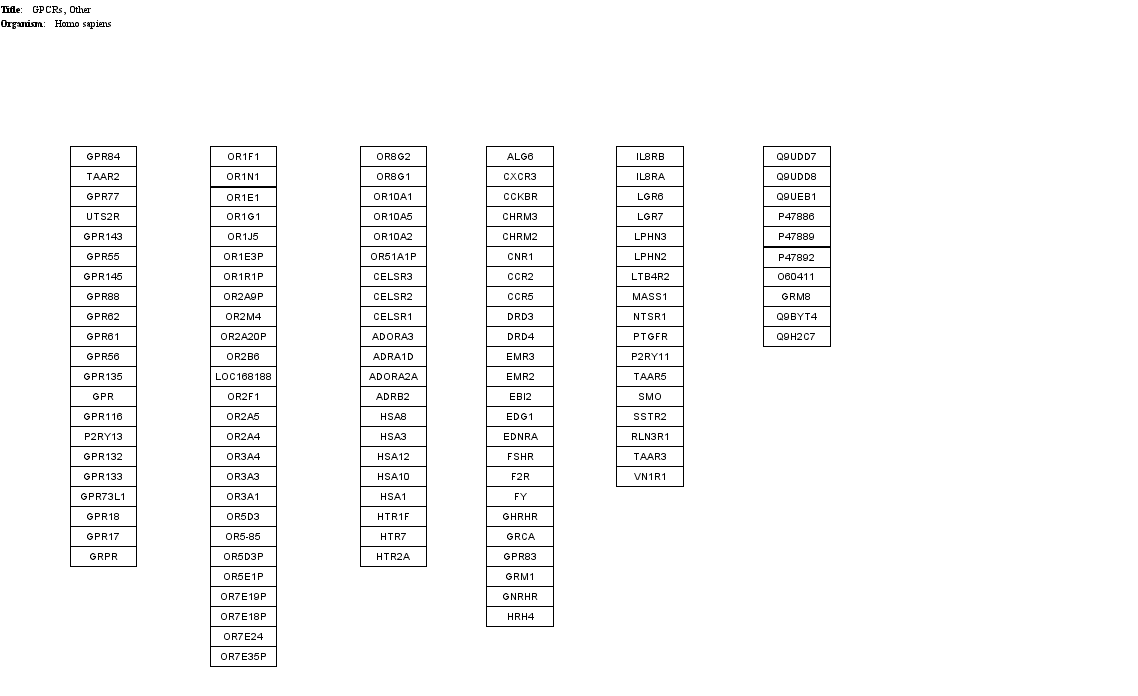 Title: GPCRs, Other
Organism: Homo sapiens
GPR84
TAAR2
GPR77
UTS2R
GPR143
GPR55
GPR145
GPR88
GPR62
GPR61
GPR56
GPR135
GPR
GPR116
P2RY13
GPR132
GPR133
GPR73L1
GPR18
GPR17
GRPR
OR1F1
OR1N1
OR1E1
OR1G1
OR1J5
OR1E3P
OR1R1P
OR2A9P
OR2M4
OR2A20P
OR2B6
LOC168188
OR2F1
OR2A5
OR2A4
OR3A4
OR3A3
OR3A1
OR5D3
OR5-85
OR5D3P
OR5E1P
OR7E19P
OR7E18P
OR7E24
OR7E35P
OR8G2
OR8G1
OR10A1
OR10A5
OR10A2
OR51A1P
CELSR3
CELSR2
CELSR1
ADORA3
ADRA1D
ADORA2A
ADRB2
HSA8
HSA3
HSA12
HSA10
HSA1
HTR1F
HTR7
HTR2A
ALG6
CXCR3
CCKBR
CHRM3
CHRM2
CNR1
CCR2
CCR5
DRD3
DRD4
EMR3
EMR2
EBI2
EDG1
EDNRA
FSHR
F2R
FY
GHRHR
GRCA
GPR83
GRM1
GNRHR
HRH4
IL8RB
IL8RA
LGR6
LGR7
LPHN3
LPHN2
LTB4R2
MASS1
NTSR1
PTGFR
P2RY11
TAAR5
SMO
SSTR2
RLN3R1
TAAR3
VN1R1
Q9UDD7
Q9UDD8
Q9UEB1
P47886
P47889
P47892
O60411
GRM8
Q9BYT4
Q9H2C7